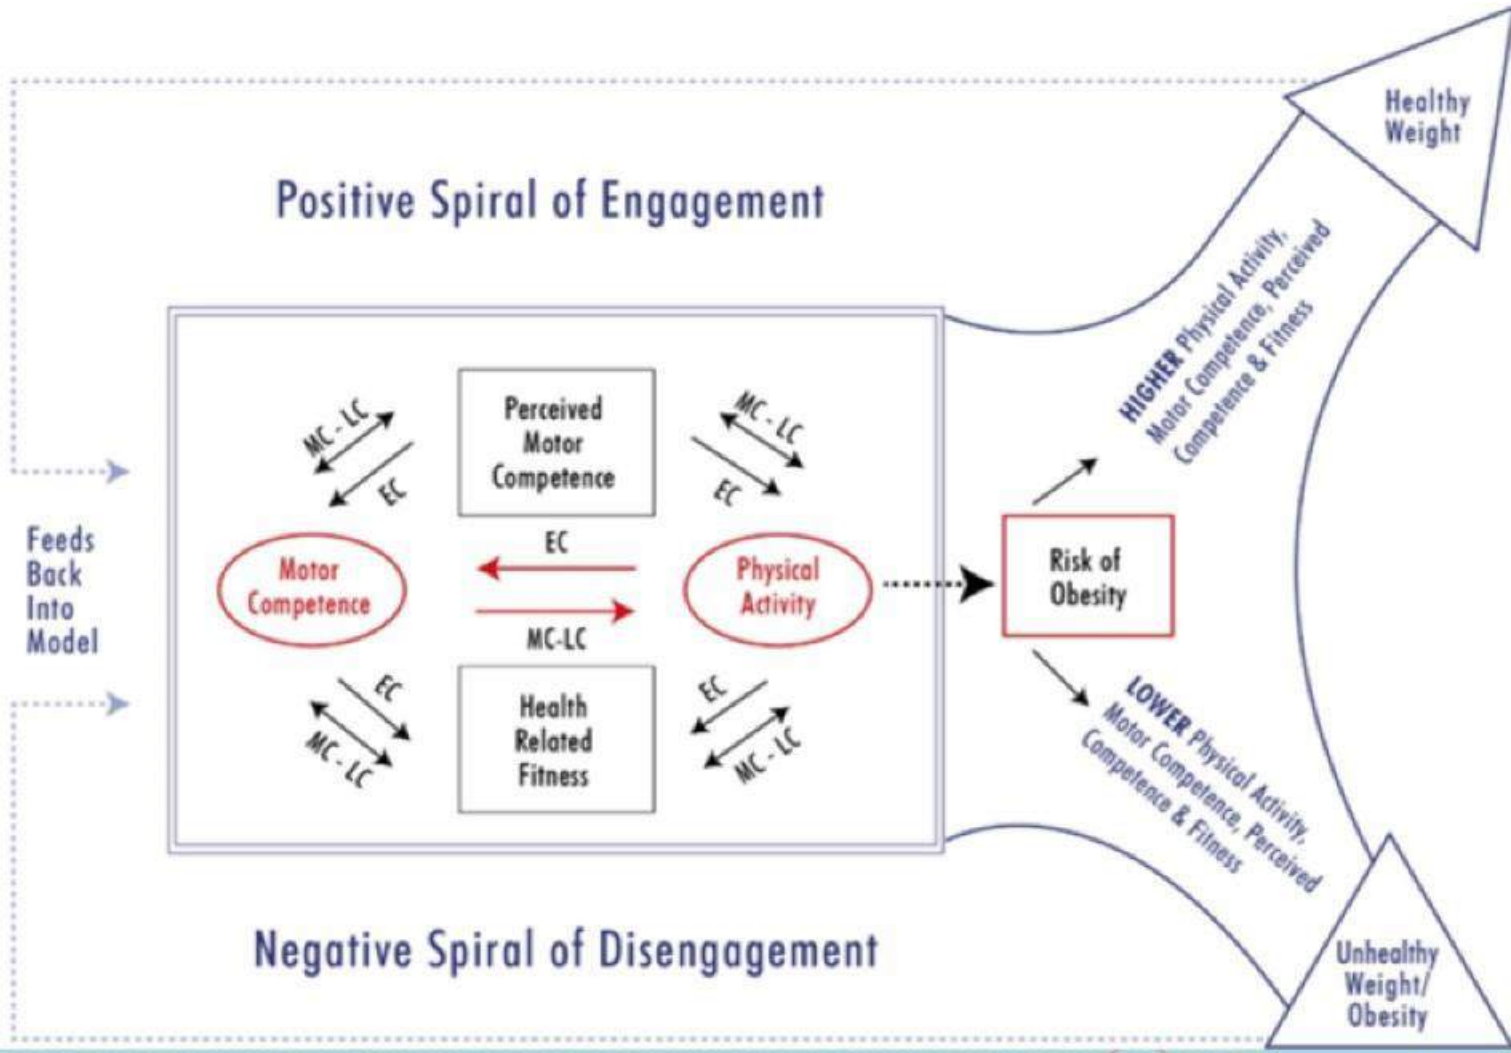 Healthy
Weight
Positive Spiral of Engagement
HIGHER Physical Activity,
Motor Competence, Perceived
Competence & Fitness
MC - LC
EC
Perceived
Motor
Competence
MC - LC
EC
Feeds
Back
Into
Model
Motor
Competence
EC
MC-LC
Physical
Activity
Risk of
Obesity
EC
MC - LC
Health
Related
Fitness
EC
MC - LC
LOWER Physical Activity,
Motor Competence, Perceived
Competence & Fitness
Negative Spiral of Disengagement
Unhealthy
Weight/
Obesity